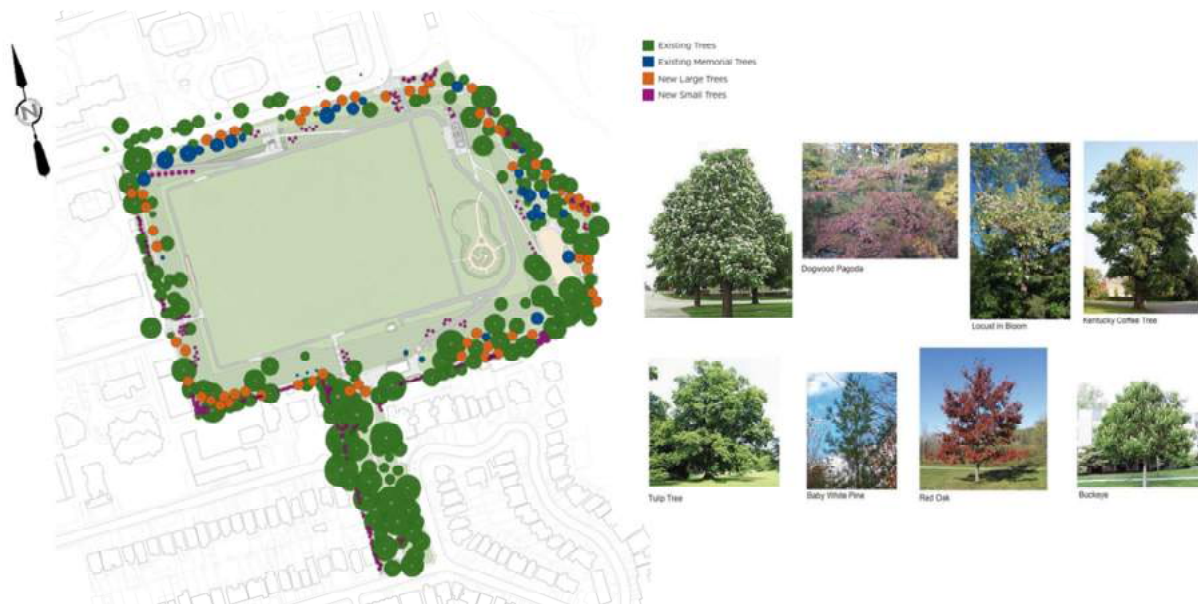 N
Existing Trees
Existing Memorial Trees
New Large Trees
New Small Trees
Dogwood Pagoda
Locust In Bloom
Kentucky Coffee Tree
Tulip Tree
Baby White Pine
Red Oak
Buckeye